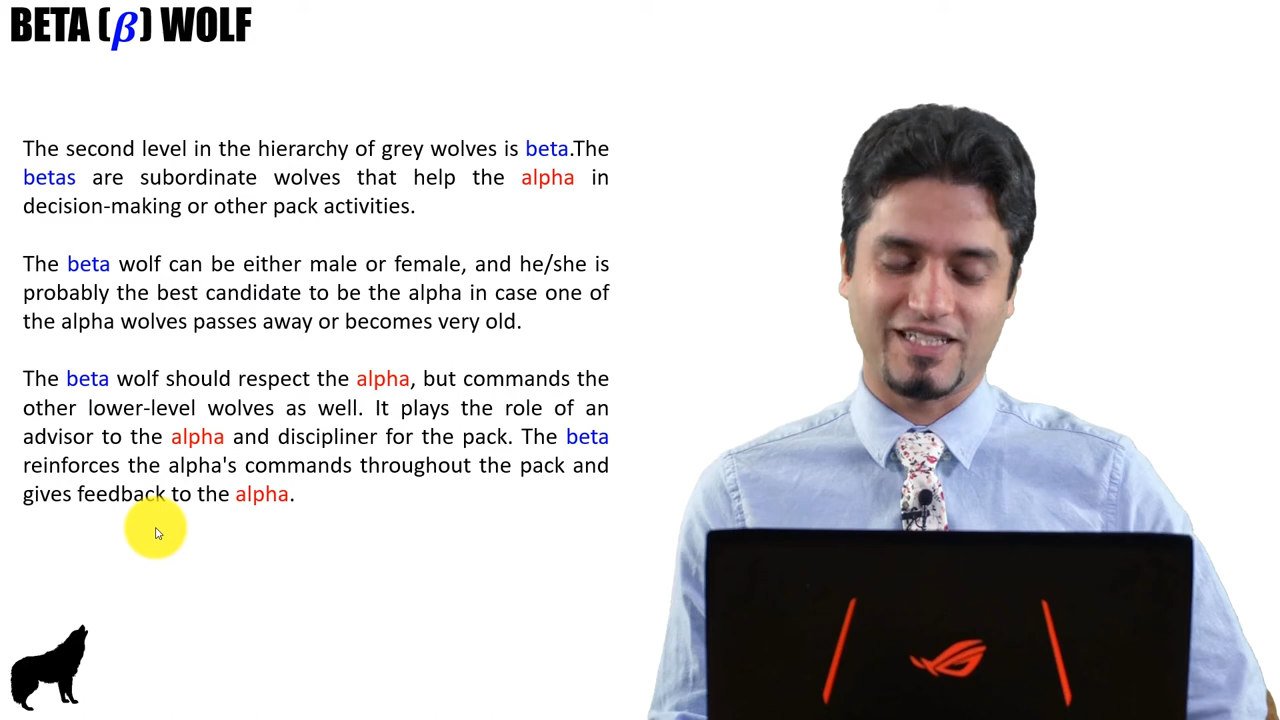 BETA (β) WOLF
The second level in the hierarchy of grey wolves is beta.The
betas are subordinate wolves that help the alpha in
decision-making or other pack activities.
The beta wolf can be either male or female, and he/she is
probably the best candidate to be the alpha in case one of
the alpha wolves passes away or becomes very old.
The beta wolf should respect the alpha, but commands the
other lower-level wolves as well. It plays the role of an
advisor to the alpha and discipliner for the pack. The beta
reinforces the alpha's commands throughout the pack and
gives feedback to the alpha.